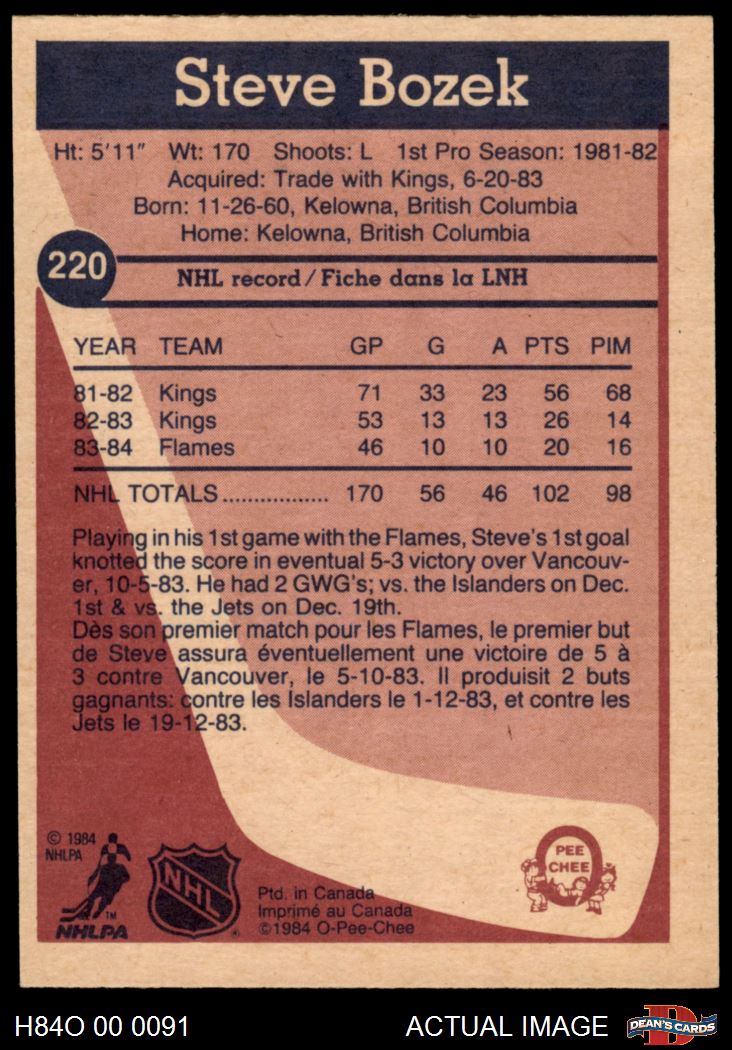 Steve Bozek
Ht: 5'11" Wt: 170 Shoots: L 1st Pro Season: 1981-82
Acquired: Trade with Kings, 6-20-83
Born: 11-26-60, Kelowna, British Columbia
Home: Kelowna, British Columbia
220
NHL record/Fiche dans la LNH
YEAR TEAM GP G A PTS PIM
81-82 Kings 71 33 23 56 68
82-83 Kings 53 13 13 26 14
83-84 Flames 46 10 10 20 16
NHL TOTALS................. 170 56 46 102 98
Playing in his 1st game with the Flames, Steve's 1st goal
knotted the score in eventual 5-3 victory over Vancouv-
er, 10-5-83. He had 2 GWG's; vs. the Islanders on Dec.
1st & vs. the Jets on Dec. 19th.
Dès son premier match pour les Flames, le premier but
de Steve assura éventuellement une victoire de 5 à
3 contre Vancouver, le 5-10-83. Il produisit 2 buts
gagnants: contre les Islanders le 1-12-83, et contre les
Jets le 19-12-83.
© 1984
NHLPA
TM
NHLPA
NHL
®
Ptd. in Canada
Imprimé au Canada
©1984 O-Pee-Chee
PEE
CHEE
H84O 00 0091
ACTUAL IMAGE
D
DEAN'S CARDS